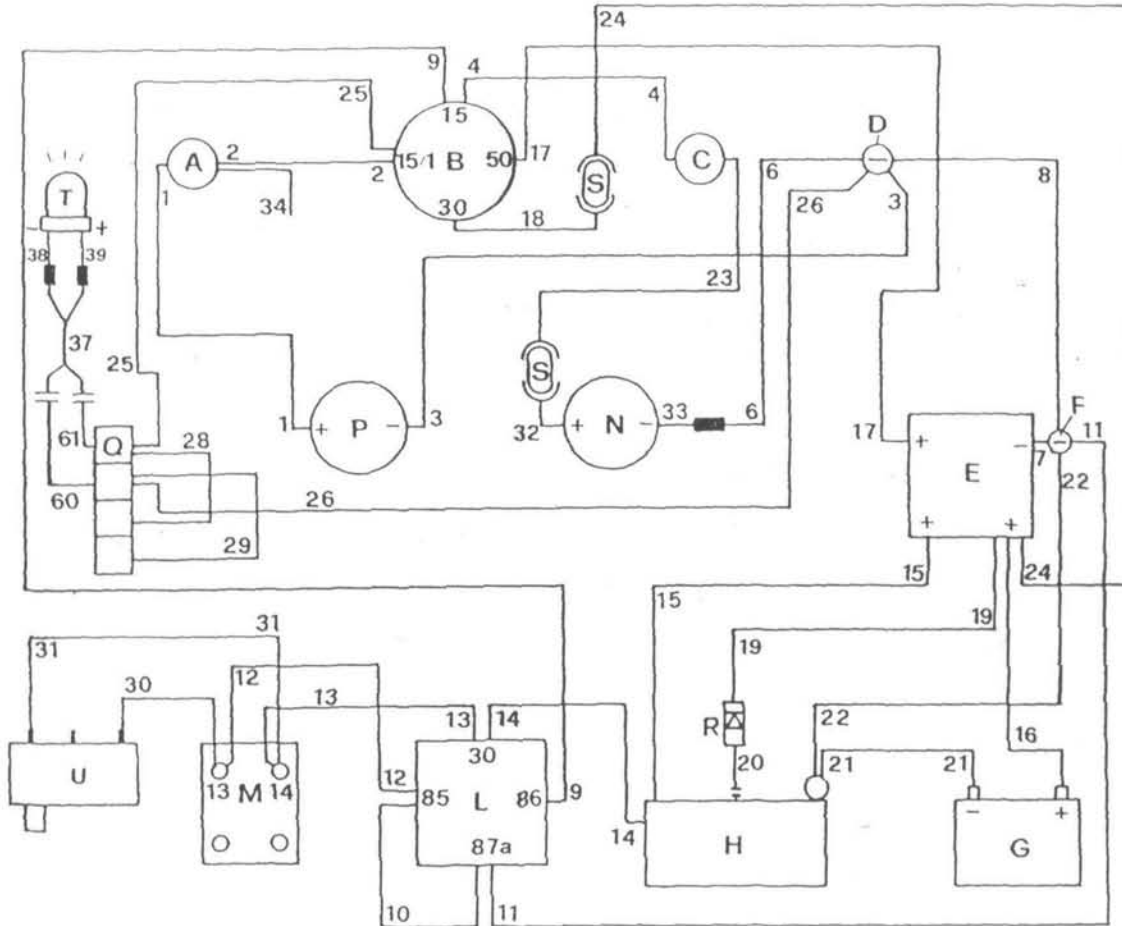 24
9 4
25 4
15
D
A 2 15/1 B 50 17 C
2 6 8
1 S
T 34 30 26 3
18
- +
38 39
23
37
25 S
F
1 + P - 3 32 + N - 33 6 17 + - 11
7
61 Q 28 E 22
60 26
+ +
29 15 24
15 19
31 31
19
30 12 13 13 14 22 16
R
30 20 21 21
U 12
13 M 14 85 L 86 9 - +
14 H G
87a
10 11